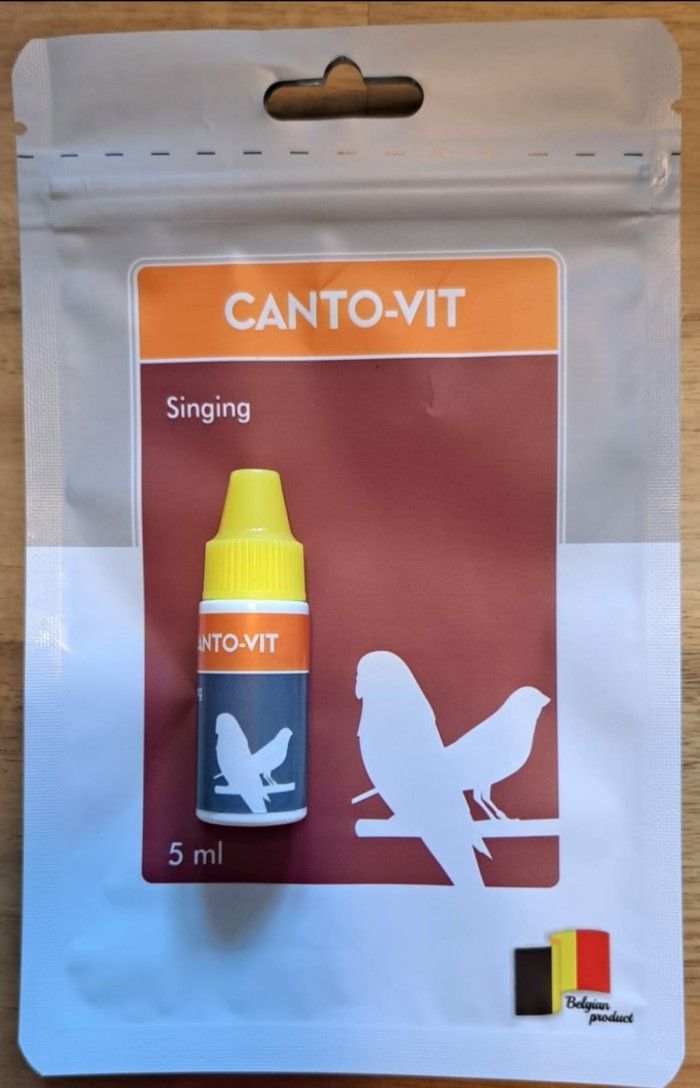 CANTO-VIT
Singing
ANTO-VIT
g
5 ml
Belgian
product